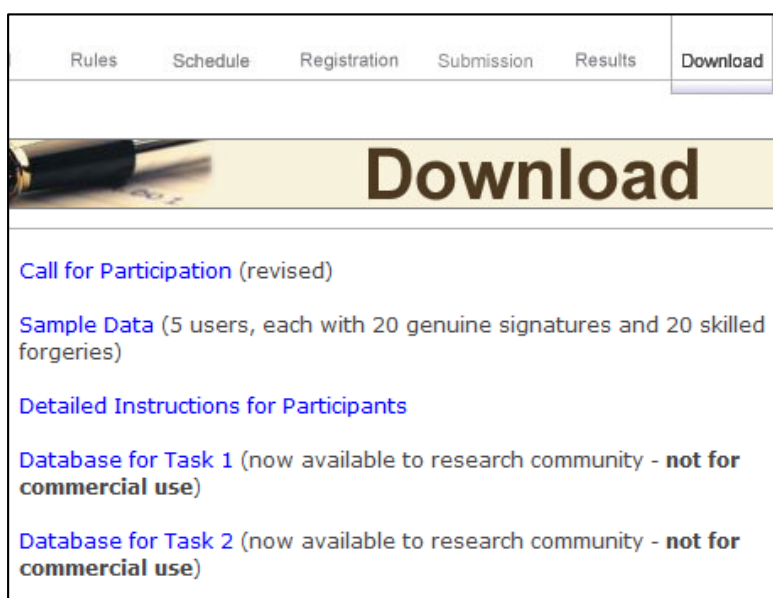 Rules Schedule Registration Submission Results Download
Download
Call for Participation (revised)
Sample Data (5 users, each with 20 genuine signatures and 20 skilled
forgeries)
Detailed Instructions for Participants
Database for Task 1 (now available to research community - not for
commercial use)
Database for Task 2 (now available to research community - not for
commercial use)